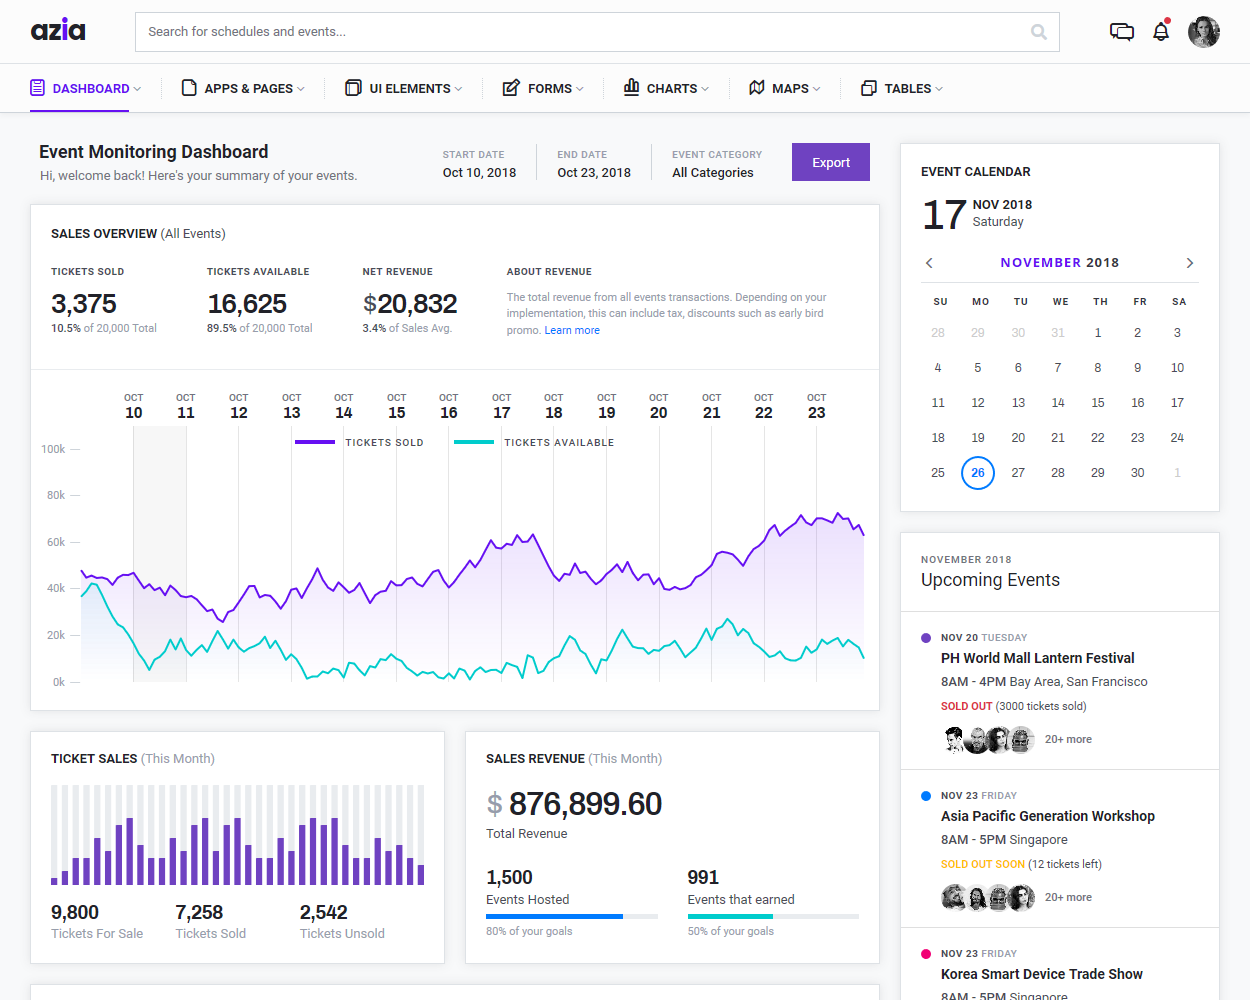 azia
Search for schedules and events...
DASHBOARD
APPS & PAGES
UI ELEMENTS
FORMS
CHARTS
MAPS
TABLES
Event Monitoring Dashboard
Hi, welcome back! Here's your summary of your events.
START DATE
Oct 10, 2018
END DATE
Oct 23, 2018
EVENT CATEGORY
All Categories
Export
SALES OVERVIEW (All Events)
TICKETS SOLD
3,375
10.5% of 20,000 Total
TICKETS AVAILABLE
16,625
89.5% of 20,000 Total
NET REVENUE
$20,832
3.4% of Sales Avg.
ABOUT REVENUE
The total revenue from all events transactions. Depending on your
implementation, this can include tax, discounts such as early bird
promo. Learn more
OCT OCT OCT OCT OCT OCT OCT OCT OCT OCT OCT OCT OCT OCT
10 11 12 13 14 15 16 17 18 19 20 21 22 23
TICKETS SOLD TICKETS AVAILABLE
100k
80k
60k
40k
20k
0k
TICKET SALES (This Month)
9,800
Tickets For Sale
7,258
Tickets Sold
2,542
Tickets Unsold
SALES REVENUE (This Month)
$ 876,899.60
Total Revenue
1,500
Events Hosted
80% of your goals
991
Events that earned
50% of your goals
EVENT CALENDAR
17
NOV 2018
Saturday
NOVEMBER 2018
SU MO TU WE TH FR SA
28 29 30 31 1 2 3
4 5 6 7 8 9 10
11 12 13 14 15 16 17
18 19 20 21 22 23 24
25 26 27 28 29 30 1
NOVEMBER 2018
Upcoming Events
NOV 20 TUESDAY
PH World Mall Lantern Festival
8AM - 4PM Bay Area, San Francisco
SOLD OUT (3000 tickets sold)
20+ more
NOV 23 FRIDAY
Asia Pacific Generation Workshop
8AM - 5PM Singapore
SOLD OUT SOON (12 tickets left)
20+ more
NOV 23 FRIDAY
Korea Smart Device Trade Show
8AM - 5PM Singapore